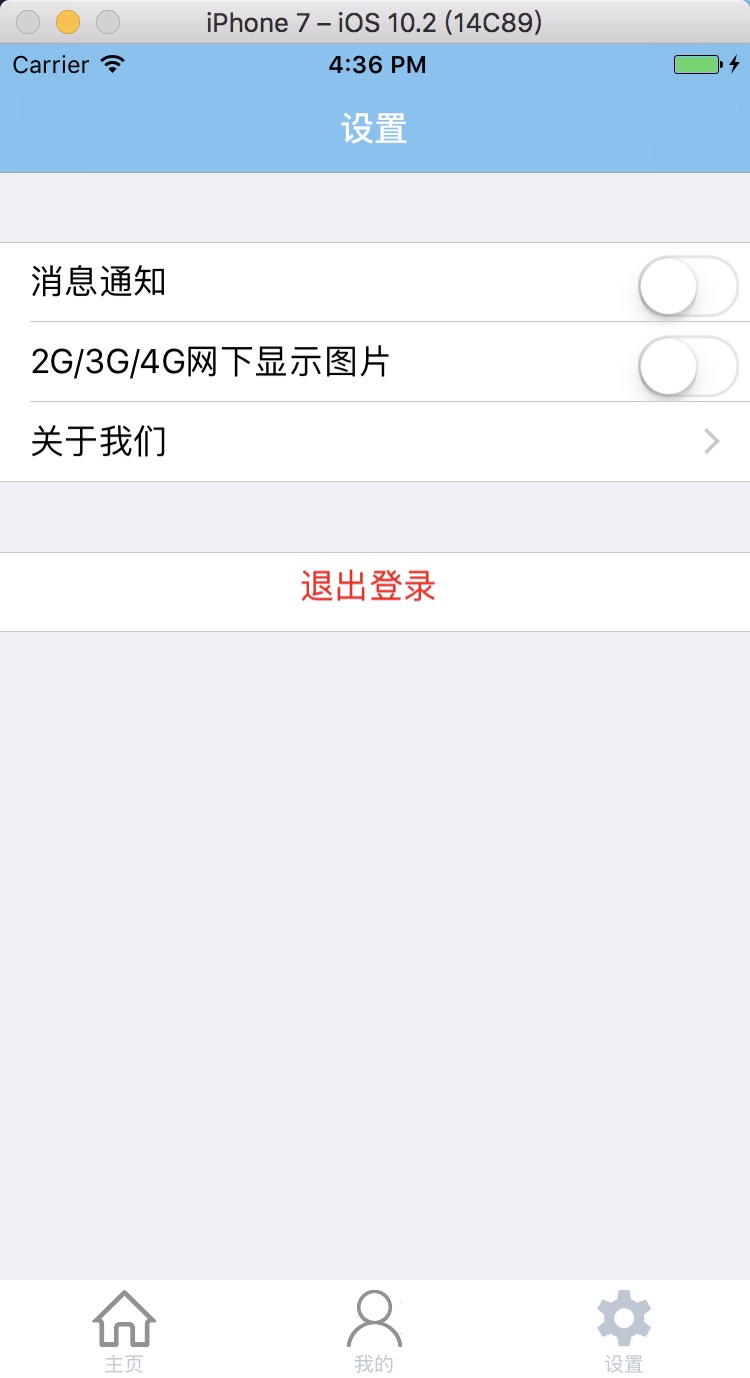 iPhone 7 – iOS 10.2 (14C89)
Carrier 4:36 PM
设置
消息通知
2G/3G/4G网下显示图片
关于我们
退出登录
主页 我的 设置